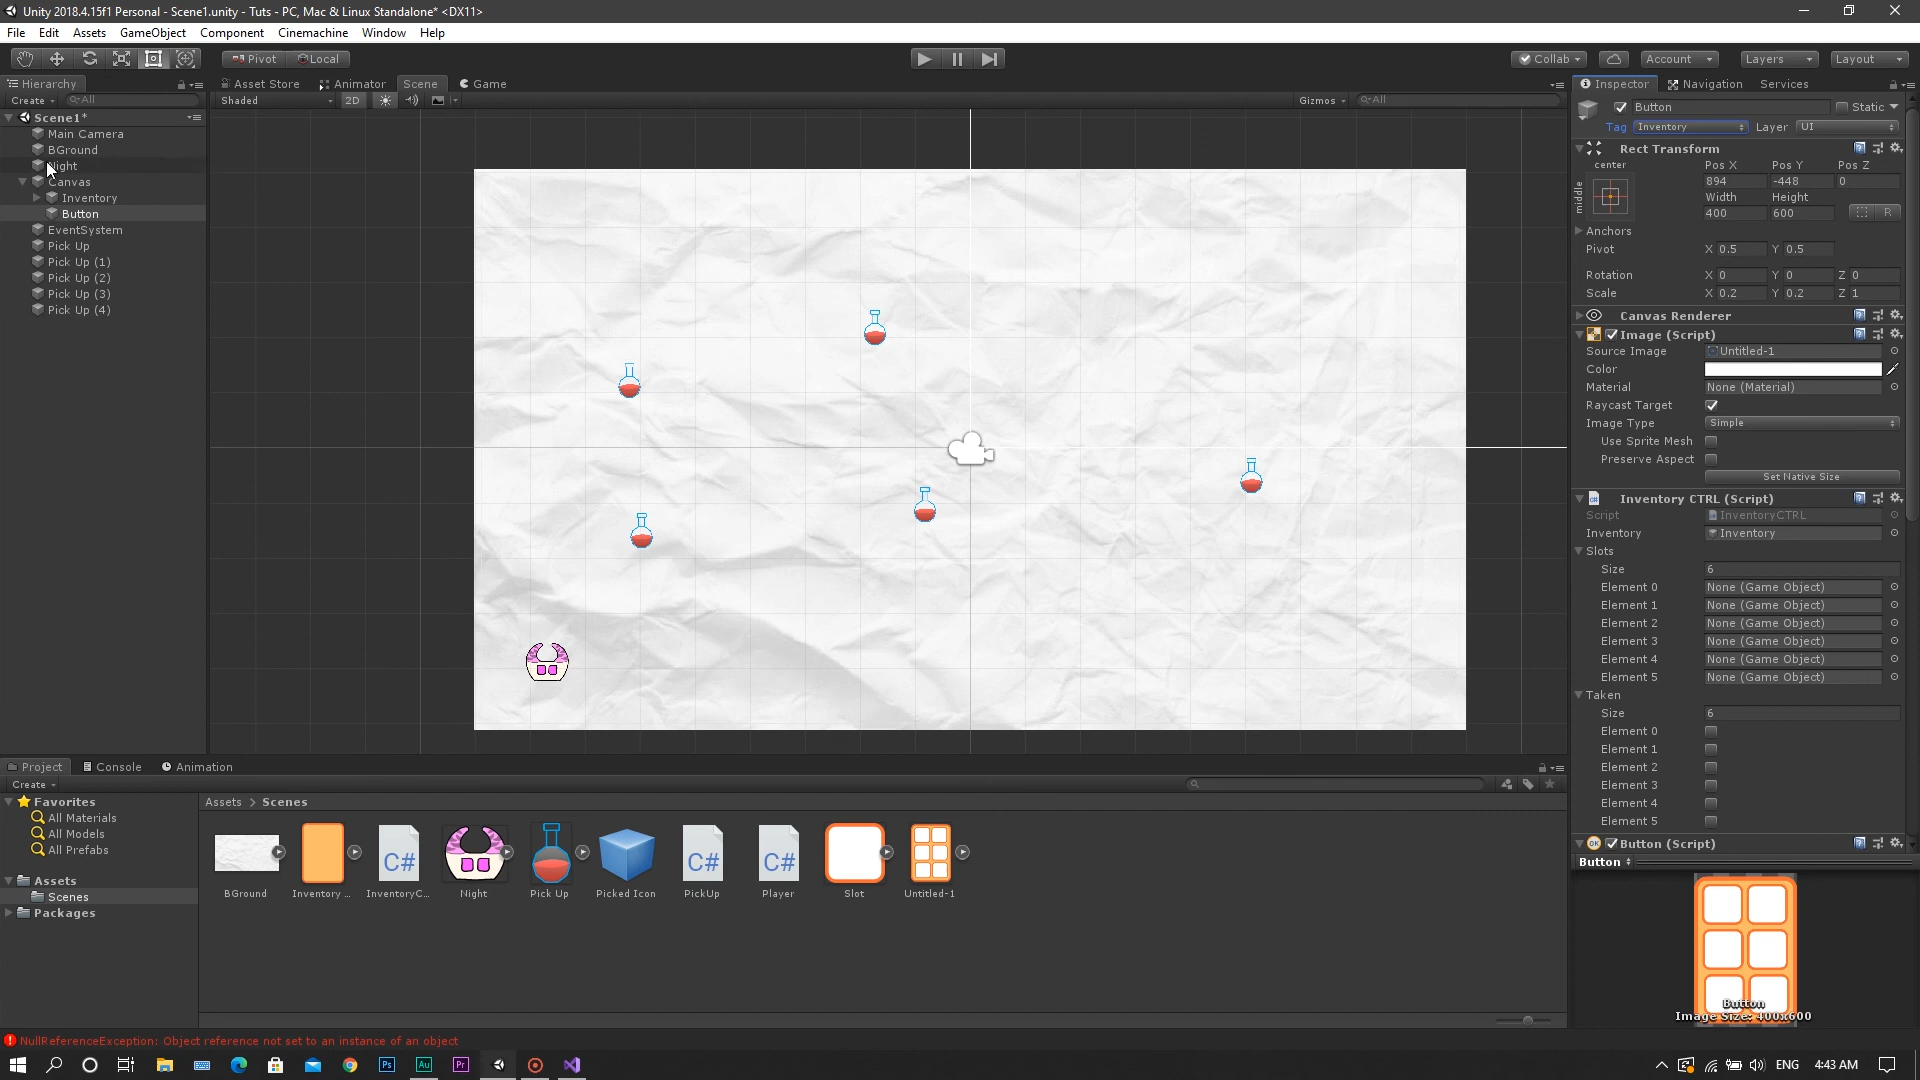 Unity 2018.4.15f1 Personal - Scene1.unity - Tuts - PC, Mac & Linux Standalone* <DX11>
File Edit Assets GameObject Component Cinemachine Window Help
Pivot Local Collab Account Layers Layout
Hierarchy
Create All
Scene1*
Main Camera
BGround
Night
Canvas
Inventory
Button
EventSystem
Pick Up
Pick Up (1)
Pick Up (2)
Pick Up (3)
Pick Up (4)
Asset Store Animator Scene Game
Shaded 2D Gizmos All
Inspector Navigation Services
Button Static
Tag Inventory Layer UI
Rect Transform
center Pos X Pos Y Pos Z
middle 894 -448 0
Width Height
400 600 R
Anchors
Pivot X 0.5 Y 0.5
Rotation X 0 Y 0 Z 0
Scale X 0.2 Y 0.2 Z 1
Canvas Renderer
Image (Script)
Source Image Untitled-1
Color
Material None (Material)
Raycast Target
Image Type Simple
Use Sprite Mesh
Preserve Aspect
Set Native Size
Inventory CTRL (Script)
Script InventoryCTRL
Inventory Inventory
Slots
Size 6
Element 0 None (Game Object)
Element 1 None (Game Object)
Element 2 None (Game Object)
Element 3 None (Game Object)
Element 4 None (Game Object)
Element 5 None (Game Object)
Taken
Size 6
Element 0
Element 1
Element 2
Element 3
Element 4
Element 5
OK Button (Script)
Button
Button
Image Size: 400x600
Project Console Animation
Create
Favorites
All Materials
All Models
All Prefabs
Assets
Scenes
Packages
Assets > Scenes
C# C# C#
BGround Inventory ... InventoryC... Night Pick Up Picked Icon PickUp Player Slot Untitled-1
NullReferenceException: Object reference not set to an instance of an object
Ps Au Pr ENG 4:43 AM